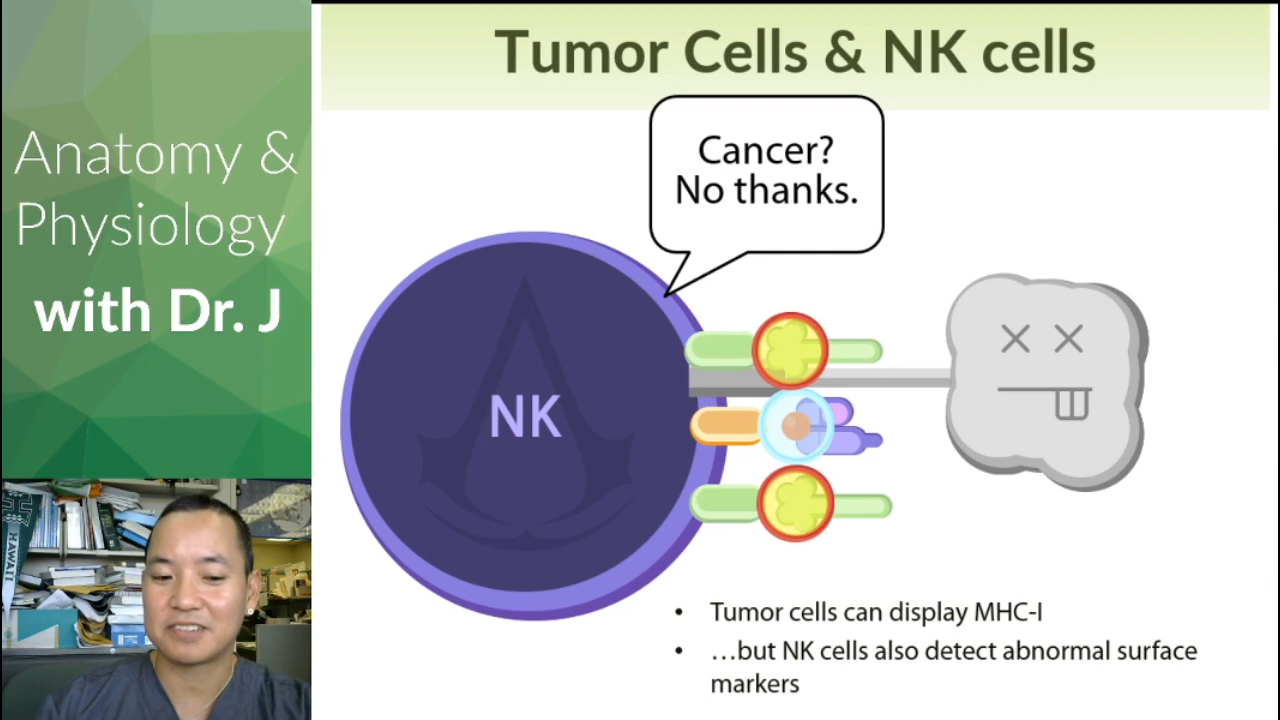 Anatomy &
Physiology
with Dr. J
HAWAII
Tumor Cells & NK cells
Cancer?
No thanks.
NK
• Tumor cells can display MHC-I
• …but NK cells also detect abnormal surface
markers